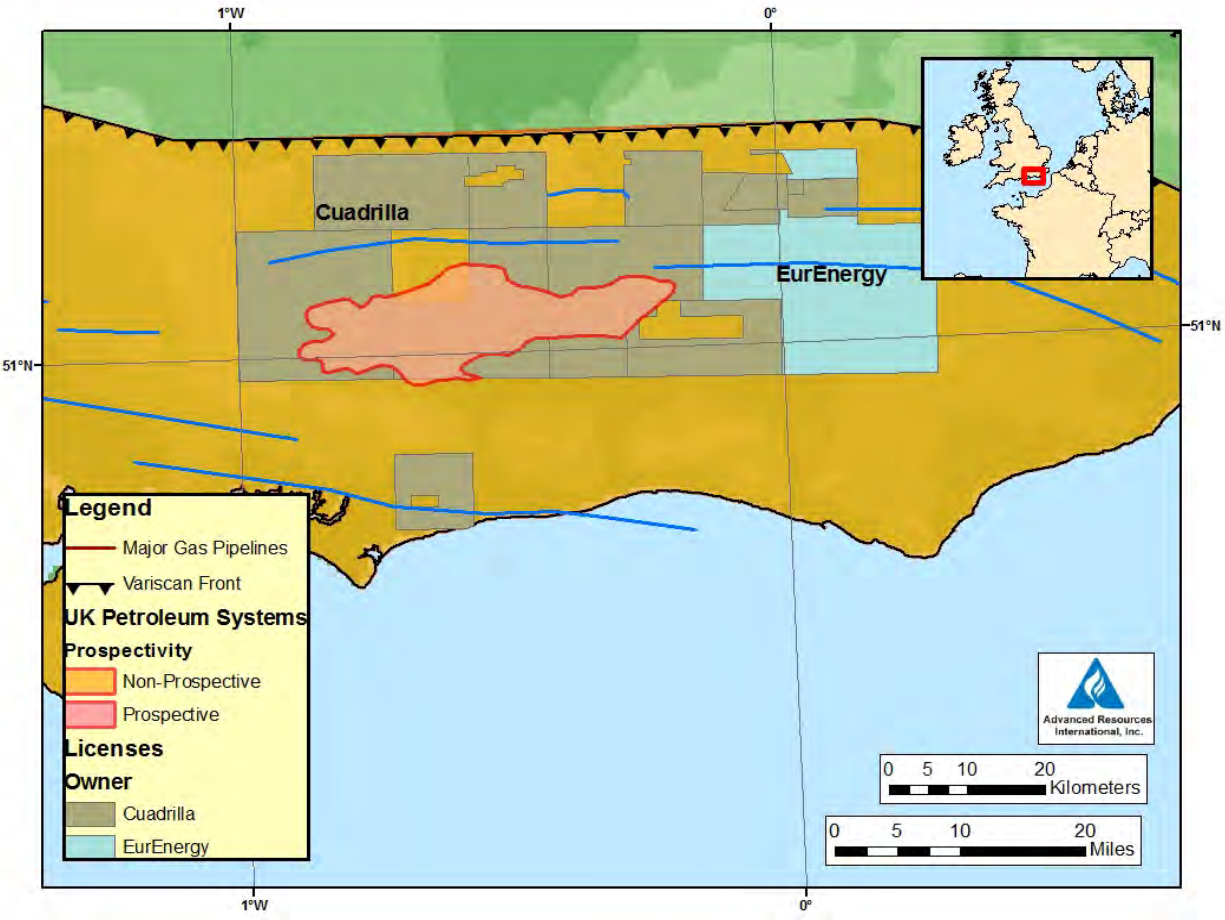 1°W
0°
Cuadrilla
EurEnergy
51°N
51°N
Legend
Major Gas Pipelines
Variscan Front
UK Petroleum Systems
Prospectivity
Non-Prospective
Prospective
Licenses
Owner
Cuadrilla
EurEnergy
Advanced Resources
International, Inc.
0 5 10 20
Kilometers
0 5 10 20
Miles
1°W
0°